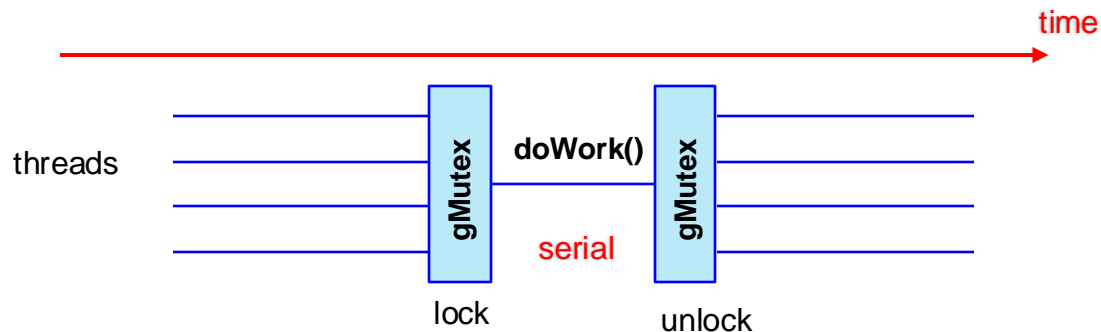 time
threads
gMutex
doWork()
gMutex
serial
lock
unlock